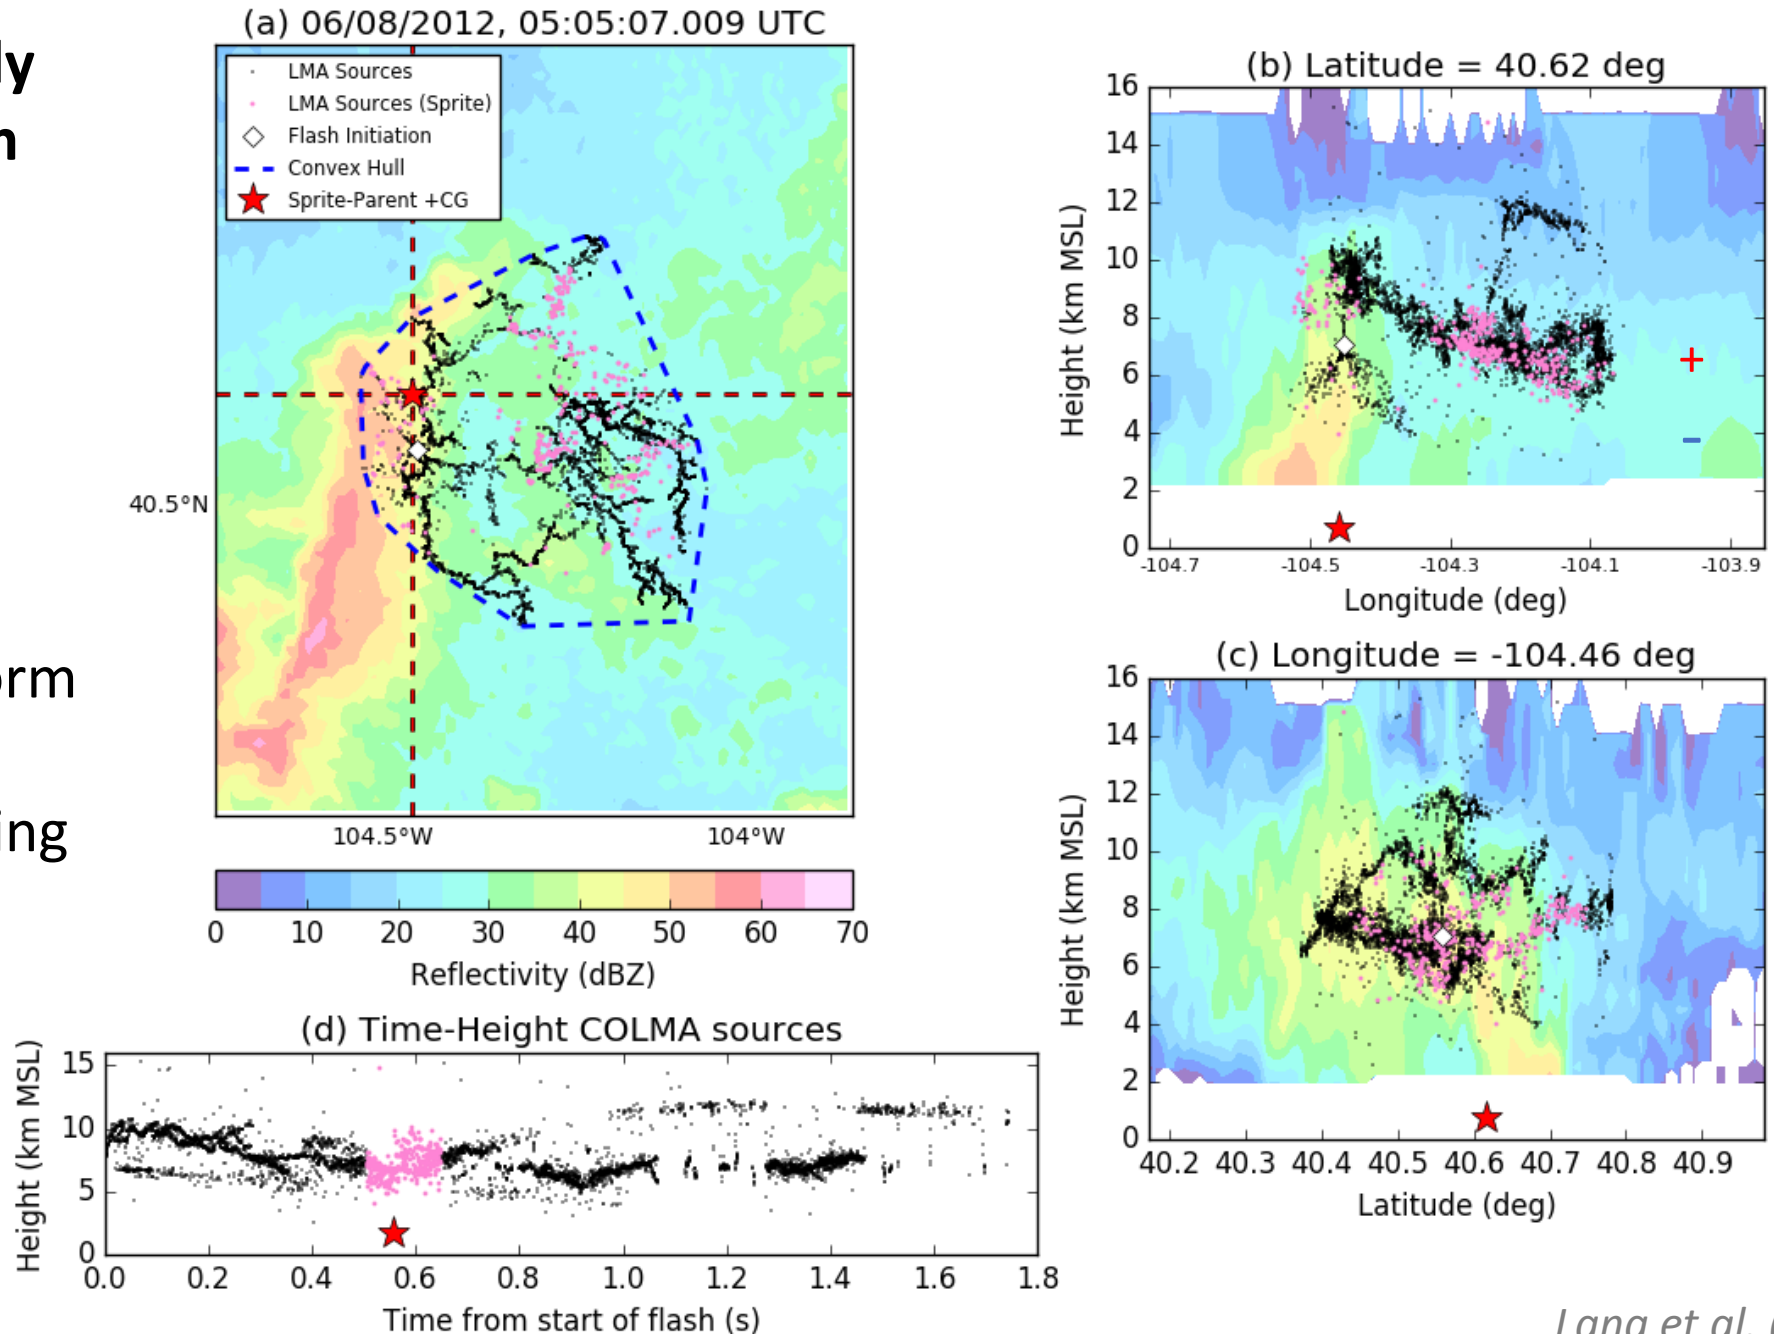 (a) 06/08/2012, 05:05:07.009 UTC
LMA Sources
LMA Sources (Sprite)
Flash Initiation
Convex Hull
Sprite-Parent +CG
40.5°N
104.5°W 104°W
0 10 20 30 40 50 60 70
Reflectivity (dBZ)
(b) Latitude = 40.62 deg
Height (km MSL)
16
14
12
10
8
6
4
2
0
+
–
-104.7 -104.5 -104.3 -104.1 -103.9
Longitude (deg)
(c) Longitude = -104.46 deg
Height (km MSL)
16
14
12
10
8
6
4
2
0
40.2 40.3 40.4 40.5 40.6 40.7 40.8 40.9
Latitude (deg)
(d) Time-Height COLMA sources
Height (km MSL)
15
10
5
0
0.0 0.2 0.4 0.6 0.8 1.0 1.2 1.4 1.6 1.8
Time from start of flash (s)
Lang et al.